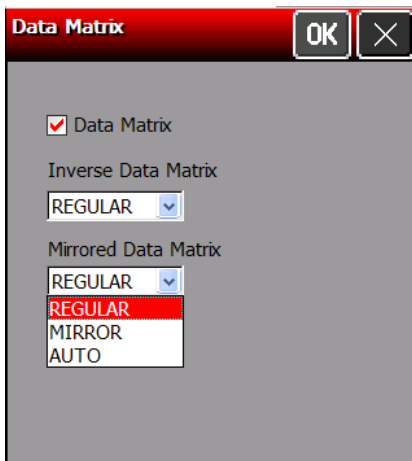 Data Matrix
OK
Data Matrix
Inverse Data Matrix
REGULAR
Mirrored Data Matrix
REGULAR
REGULAR
MIRROR
AUTO